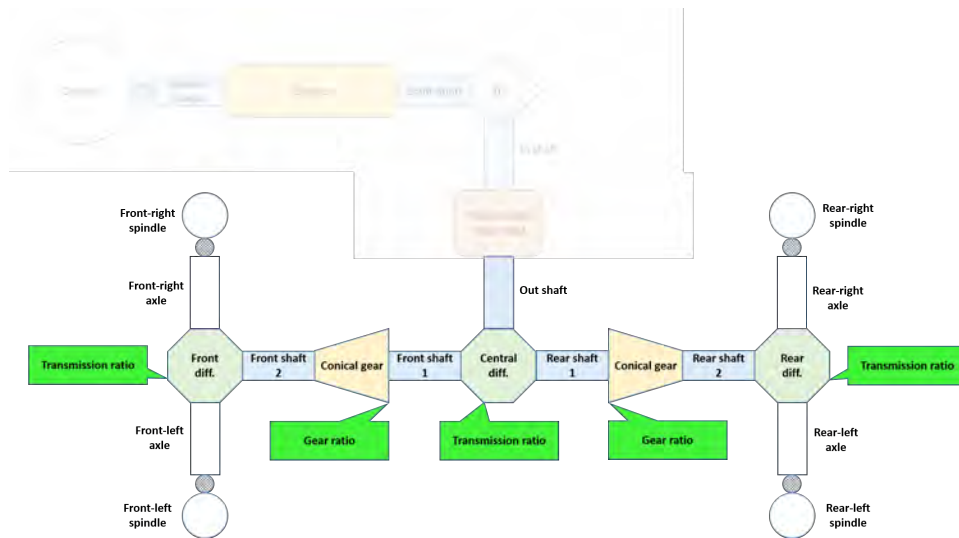 Front-right
spindle
Rear-right
spindle
Front-right
axle
Out shaft
Rear-right
axle
Transmission ratio
Front
diff.
Front shaft
2
Conical gear
Front shaft
1
Central
diff.
Rear shaft
1
Conical gear
Rear shaft
2
Rear
diff.
Transmission ratio
Front-left
axle
Gear ratio
Transmission ratio
Gear ratio
Rear-left
axle
Front-left
spindle
Rear-left
spindle